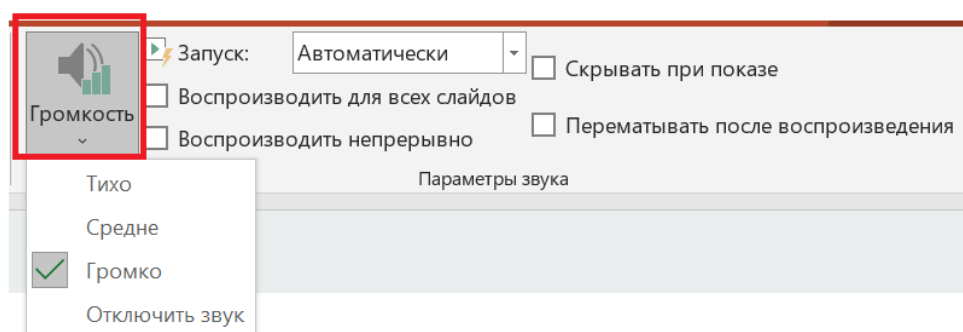 Громкость
Запуск:
Автоматически
Воспроизводить для всех слайдов
Воспроизводить непрерывно
Скрывать при показе
Перематывать после воспроизведения
Параметры звука
Тихо
Средне
Громко
Отключить звук